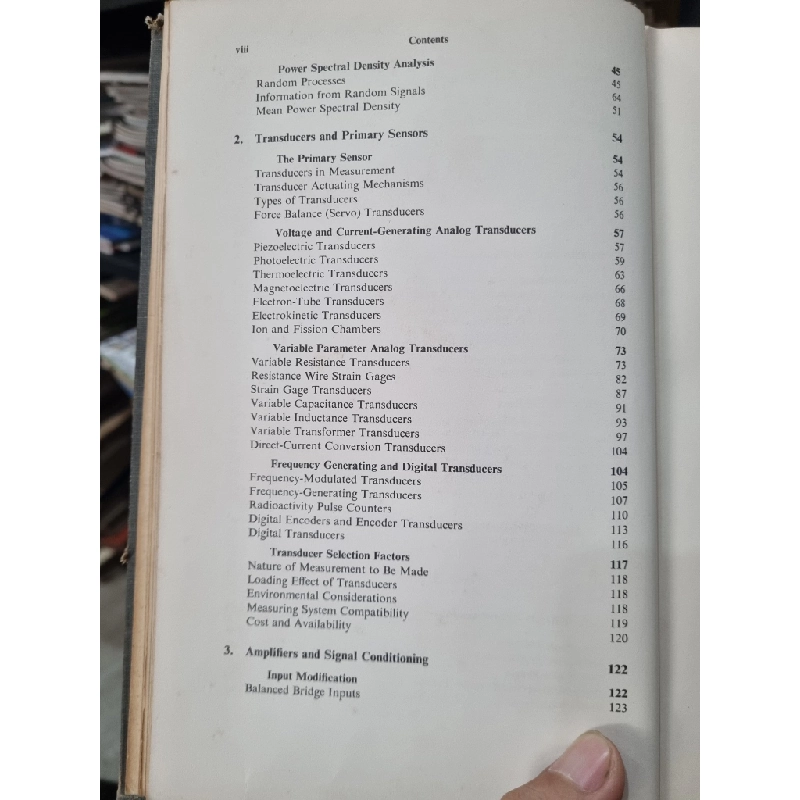 viii
Contents
Power Spectral Density Analysis 45
Random Processes 45
Information from Random Signals 64
Mean Power Spectral Density 51
2. Transducers and Primary Sensors 54
The Primary Sensor 54
Transducers in Measurement 54
Transducer Actuating Mechanisms 56
Types of Transducers 56
Force Balance (Servo) Transducers 56
Voltage and Current-Generating Analog Transducers 57
Piezoelectric Transducers 57
Photoelectric Transducers 59
Thermoelectric Transducers 63
Magnetoelectric Transducers 66
Electron-Tube Transducers 68
Electrokinetic Transducers 69
Ion and Fission Chambers 70
Variable Parameter Analog Transducers 73
Variable Resistance Transducers 73
Resistance Wire Strain Gages 82
Strain Gage Transducers 87
Variable Capacitance Transducers 91
Variable Inductance Transducers 93
Variable Transformer Transducers 97
Direct-Current Conversion Transducers 104
Frequency Generating and Digital Transducers 104
Frequency-Modulated Transducers 105
Frequency-Generating Transducers 107
Radioactivity Pulse Counters 110
Digital Encoders and Encoder Transducers 113
Digital Transducers 116
Transducer Selection Factors 117
Nature of Measurement to Be Made 118
Loading Effect of Transducers 118
Environmental Considerations 118
Measuring System Compatibility 119
Cost and Availability 120
3. Amplifiers and Signal Conditioning 122
Input Modification 122
Balanced Bridge Inputs 123